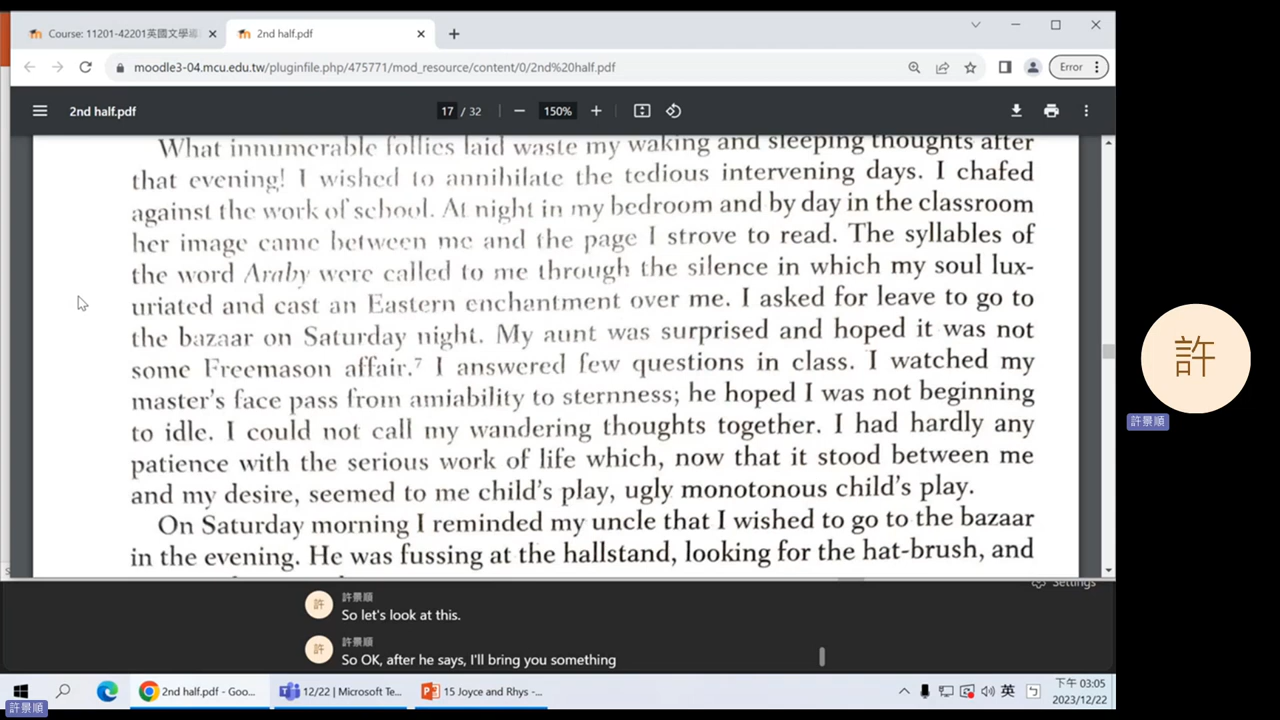 Course: 11201-42201英國文學
2nd half.pdf
moodle3-04.mcu.edu.tw/pluginfile.php/475771/mod_resource/content/0/2nd%20half.pdf
Error
2nd half.pdf
17 / 32
150%
What innumerable follies laid waste my waking and sleeping thoughts after
that evening! I wished to annihilate the tedious intervening days. I chafed
against the work of school. At night in my bedroom and by day in the classroom
her image came between me and the page I strove to read. The syllables of
the word Araby were called to me through the silence in which my soul lux-
uriated and cast an Eastern enchantment over me. I asked for leave to go to
the bazaar on Saturday night. My aunt was surprised and hoped it was not
some Freemason affair.7 I answered few questions in class. I watched my
master's face pass from amiability to sternness; he hoped I was not beginning
to idle. I could not call my wandering thoughts together. I had hardly any
patience with the serious work of life which, now that it stood between me
and my desire, seemed to me child's play, ugly monotonous child's play.
On Saturday morning I reminded my uncle that I wished to go to the bazaar
in the evening. He was fussing at the hallstand, looking for the hat-brush, and
Settings
許
許景順
So let's look at this.
許
許景順
So OK, after he says, I'll bring you something
許
許景順
2nd half.pdf - Goo...
12/22 | Microsoft Te...
15 Joyce and Rhys -...
英
下午 03:05
2023/12/22
許景順